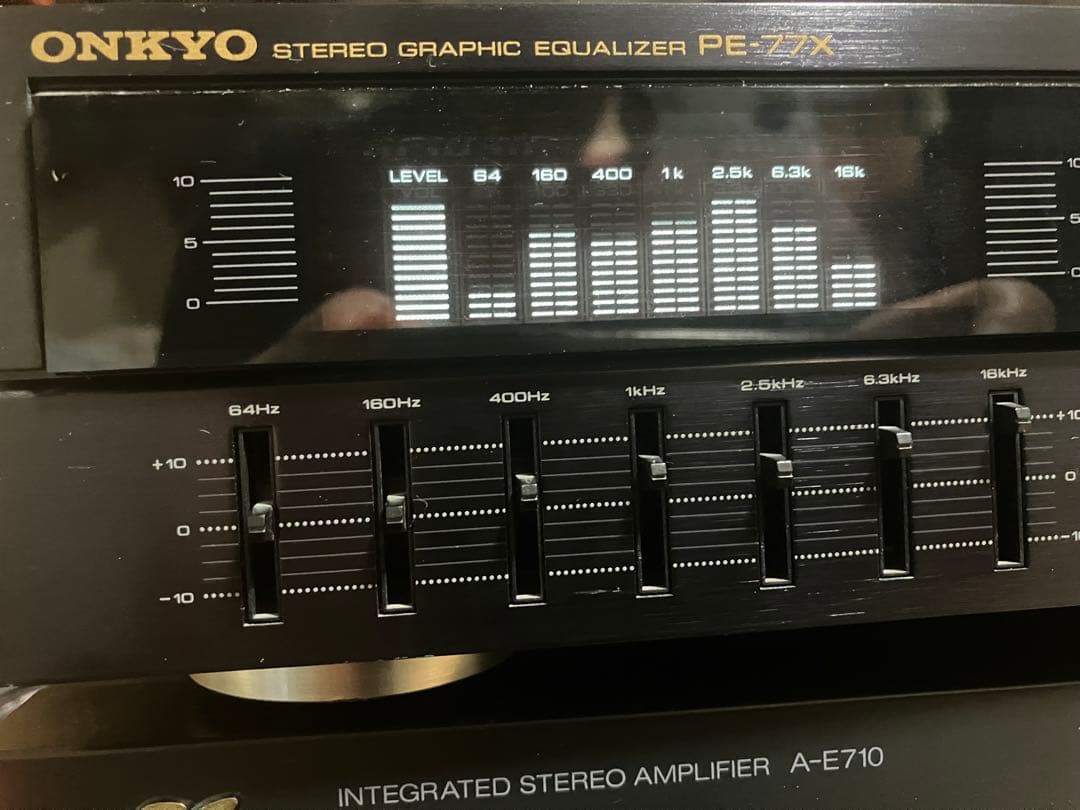 ONKYO STEREO GRAPHIC EQUALIZER PE-77X
LEVEL 64 160 400 1k 2.5k 6.3k 16k
10
5
0
64Hz 160Hz 400Hz 1kHz 2.5kHz 6.3kHz 16kHz
+10
0
-10
INTEGRATED STEREO AMPLIFIER A-E710